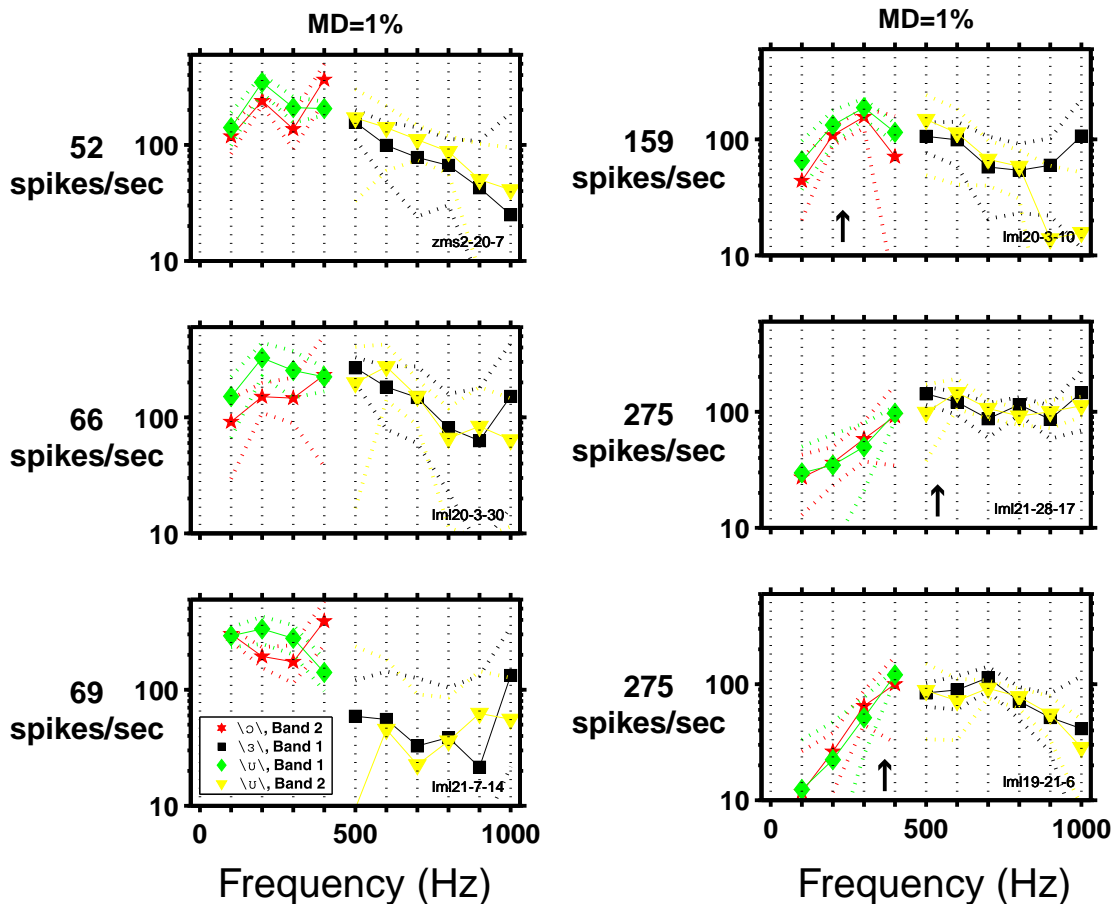 MD=1%
52
spikes/sec
100
10
zms2-20-7
66
spikes/sec
100
10
lml20-3-30
69
spikes/sec
100
10
\ɔ\, Band 2
\ɜ\, Band 1
\ʊ\, Band 1
\ʊ\, Band 2
lml21-7-14
0 500 1000
Frequency (Hz)
MD=1%
159
spikes/sec
100
10
lml20-3-10
275
spikes/sec
100
10
lml21-28-17
275
spikes/sec
100
10
lml19-21-6
0 500 1000
Frequency (Hz)